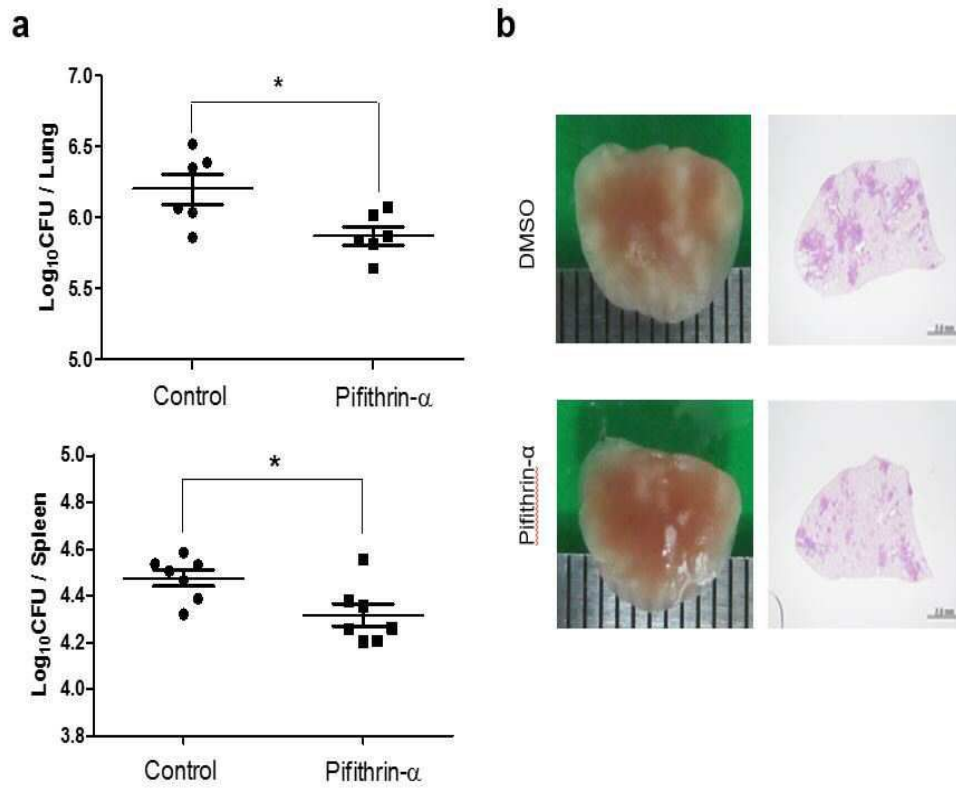 a
7.0
*
6.5
6.0
5.5
5.0
Log₁₀CFU / Lung
Control
Pifithrin-α
5.0
*
4.8
4.6
4.4
4.2
4.0
3.8
Log₁₀CFU / Spleen
Control
Pifithrin-α
b
DMSO
Pifithrin-α